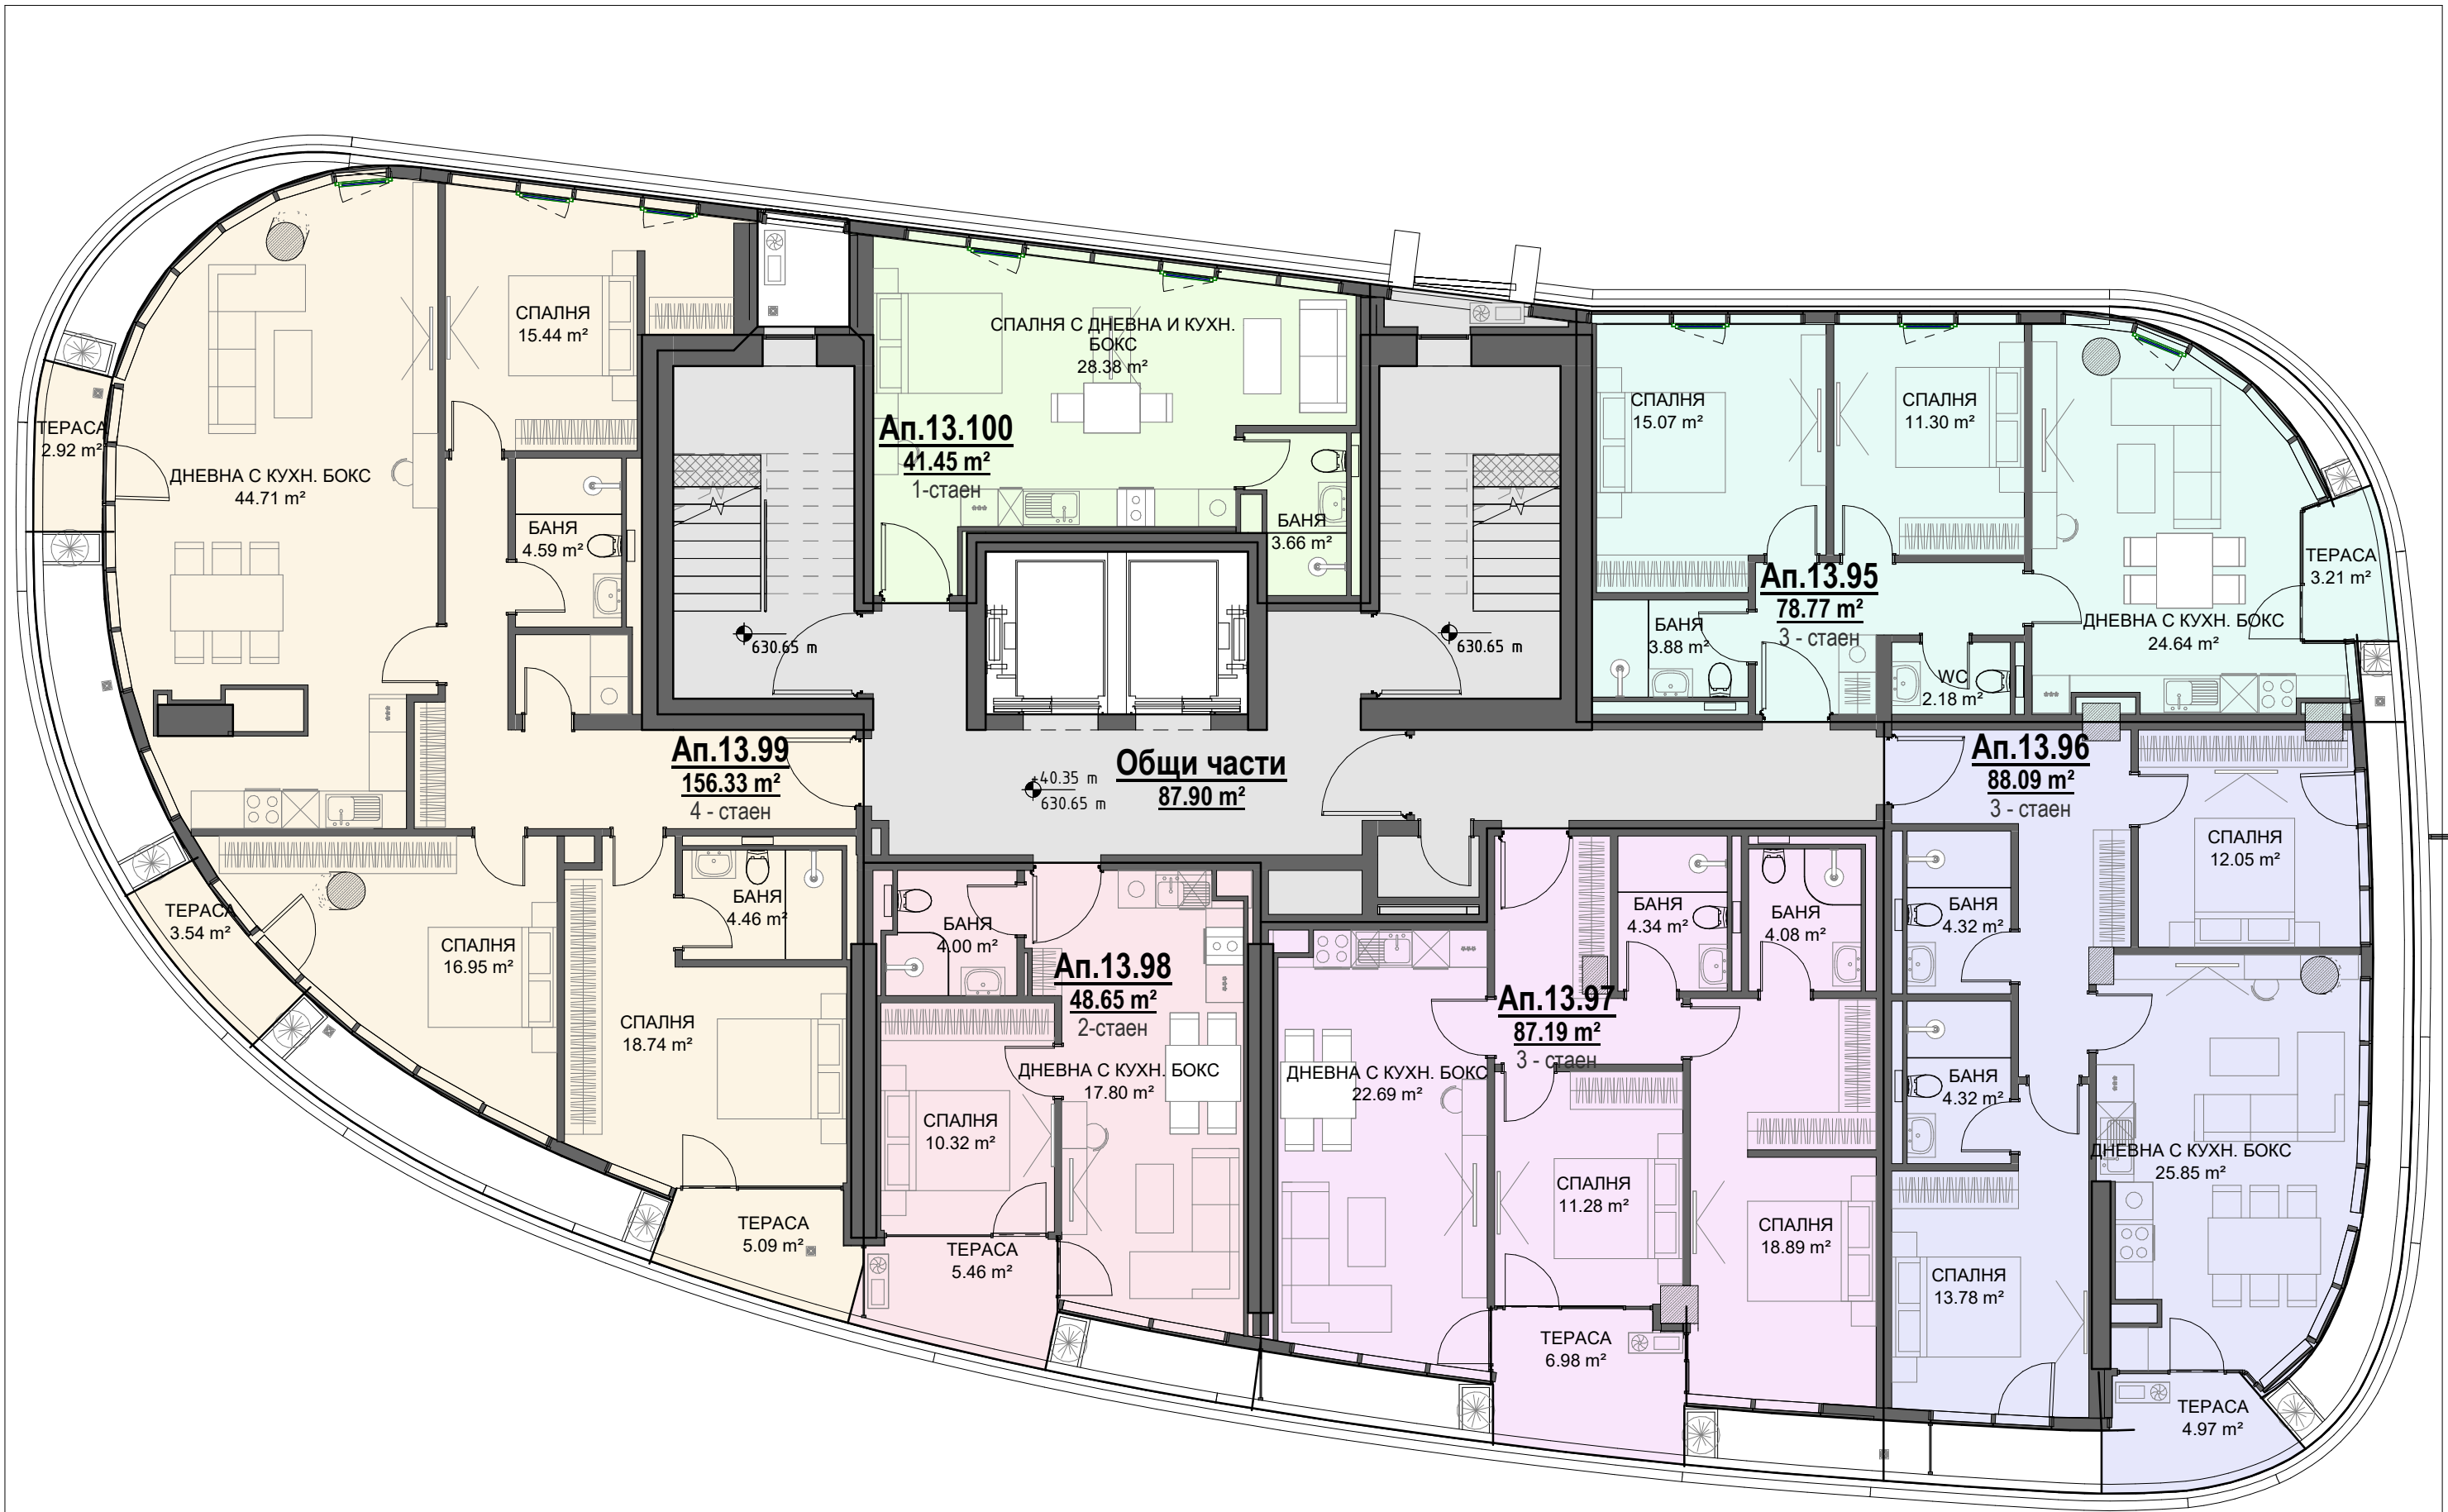 СПАЛНЯ
15.44 m²
ТЕРАСА
2.92 m²
ДНЕВНА С КУХН. БОКС
44.71 m²
БАНЯ
4.59 m²
Ап.13.99
156.33 m²
4 - стаен
ТЕРАСА
3.54 m²
СПАЛНЯ
16.95 m²
СПАЛНЯ
18.74 m²
БАНЯ
4.46 m²
ТЕРАСА
5.09 m²
СПАЛНЯ С ДНЕВНА И КУХН.
БОКС
28.38 m²
Ап.13.100
41.45 m²
1-стаен
БАНЯ
3.66 m²
630.65 m
630.65 m
Общи части
87.90 m²
+40.35 m
630.65 m
СПАЛНЯ
15.07 m²
СПАЛНЯ
11.30 m²
Ап.13.95
78.77 m²
3 - стаен
БАНЯ
3.88 m²
WC
2.18 m²
ДНЕВНА С КУХН. БОКС
24.64 m²
ТЕРАСА
3.21 m²
Ап.13.96
88.09 m²
3 - стаен
СПАЛНЯ
12.05 m²
БАНЯ
4.32 m²
БАНЯ
4.32 m²
ДНЕВНА С КУХН. БОКС
25.85 m²
СПАЛНЯ
13.78 m²
ТЕРАСА
4.97 m²
БАНЯ
4.00 m²
Ап.13.98
48.65 m²
2-стаен
ДНЕВНА С КУХН. БОКС
17.80 m²
СПАЛНЯ
10.32 m²
ТЕРАСА
5.46 m²
БАНЯ
4.34 m²
БАНЯ
4.08 m²
Ап.13.97
87.19 m²
3 - стаен
ДНЕВНА С КУХН. БОКС
22.69 m²
СПАЛНЯ
11.28 m²
СПАЛНЯ
18.89 m²
ТЕРАСА
6.98 m²